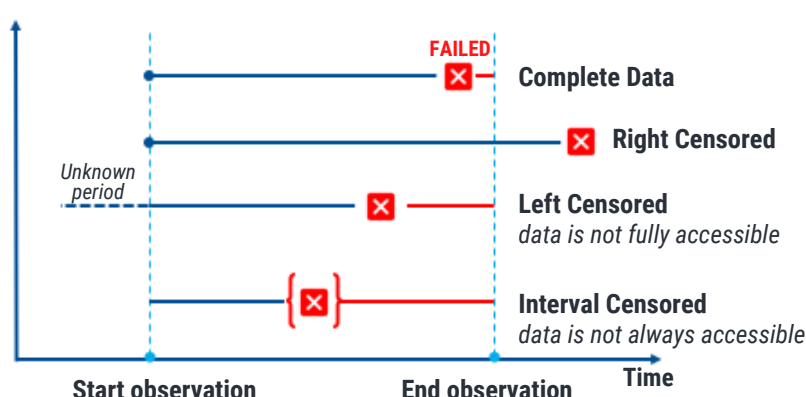 FAILED
Complete Data
Right Censored
Unknown
period
Left Censored
data is not fully accessible
Interval Censored
data is not always accessible
Start observation
End observation
Time